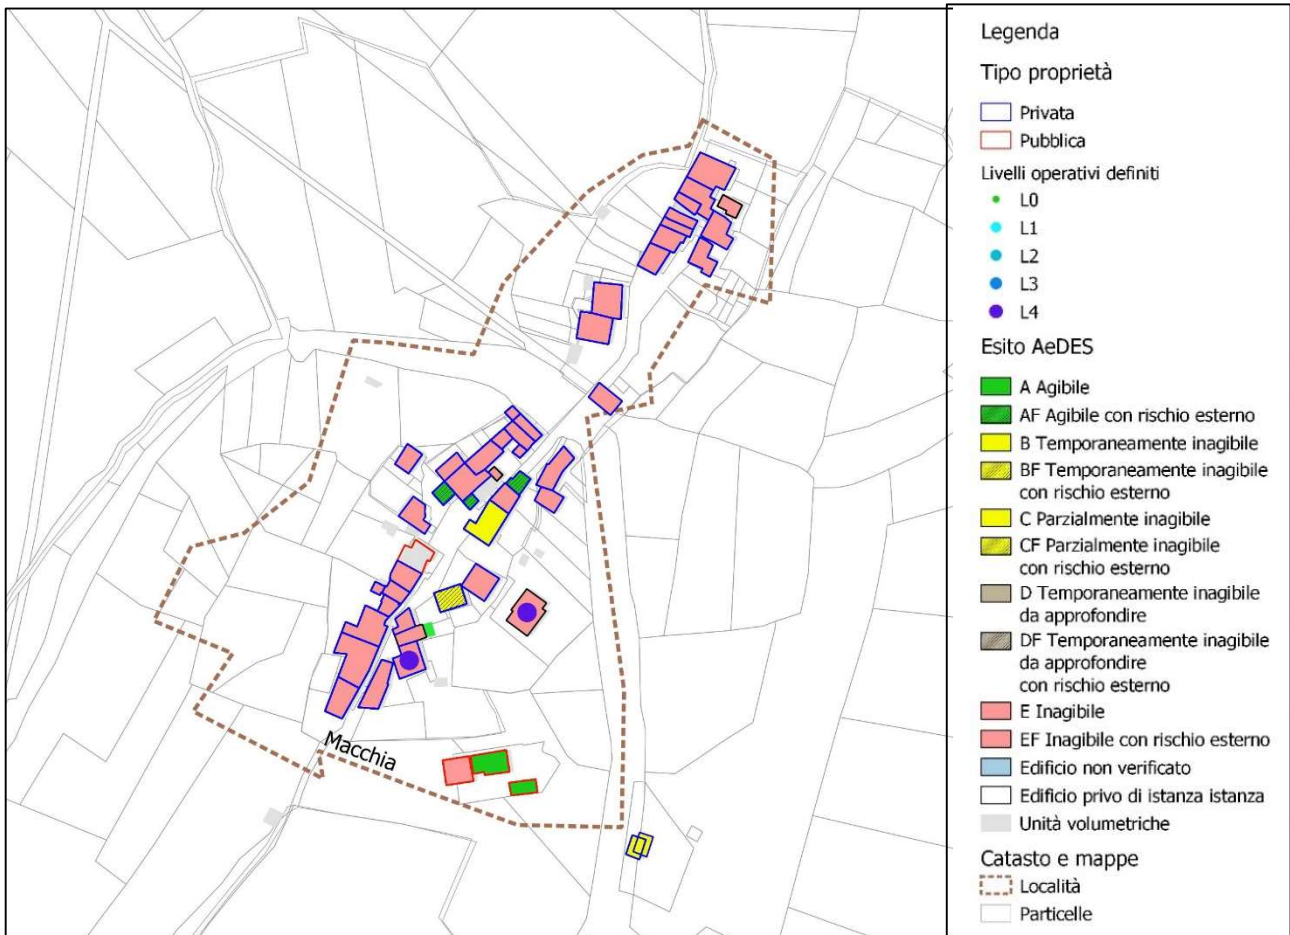 Macchia
Legenda
Tipo proprietà
Privata
Pubblica
Livelli operativi definiti
L0
L1
L2
L3
L4
Esito AeDES
A Agibile
AF Agibile con rischio esterno
B Temporaneamente inagibile
BF Temporaneamente inagibile
con rischio esterno
C Parzialmente inagibile
CF Parzialmente inagibile
con rischio esterno
D Temporaneamente inagibile
da approfondire
DF Temporaneamente inagibile
da approfondire
con rischio esterno
E Inagibile
EF Inagibile con rischio esterno
Edificio non verificato
Edificio privo di istanza istanza
Unità volumetriche
Catasto e mappe
Località
Particelle